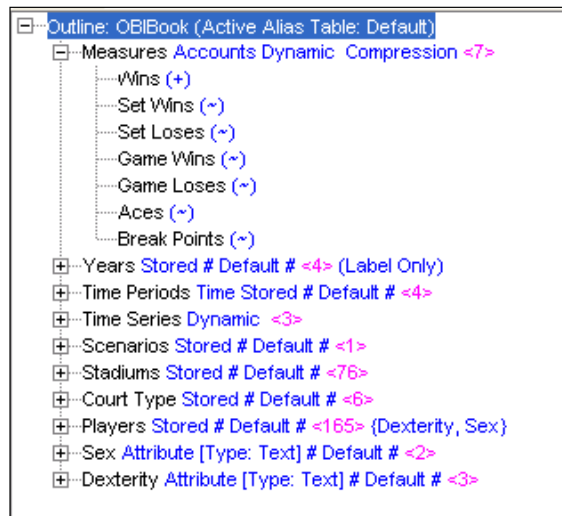 Outline: OBIBook (Active Alias Table: Default)
Measures Accounts Dynamic Compression <7>
Wins (+)
Set Wins (~)
Set Loses (~)
Game Wins (~)
Game Loses (~)
Aces (~)
Break Points (~)
Years Stored # Default # <4> (Label Only)
Time Periods Time Stored # Default # <4>
Time Series Dynamic <3>
Scenarios Stored # Default # <1>
Stadiums Stored # Default # <76>
Court Type Stored # Default # <6>
Players Stored # Default # <165> {Dexterity, Sex}
Sex Attribute [Type: Text] # Default # <2>
Dexterity Attribute [Type: Text] # Default # <3>